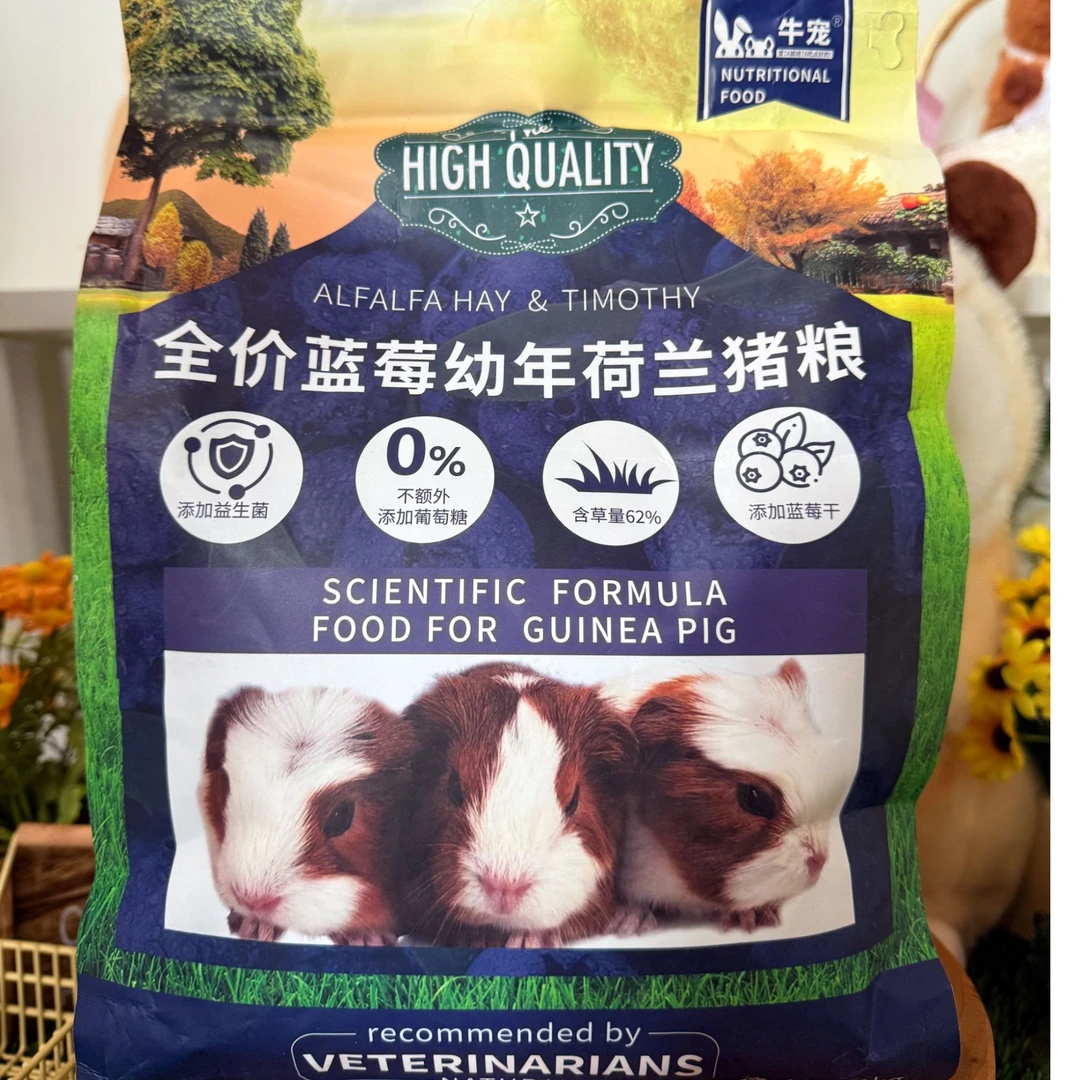 牛宠®
NUTRITIONAL
FOOD
The
HIGH QUALITY
ALFALFA HAY & TIMOTHY
全价蓝莓幼年荷兰猪粮
添加益生菌
0%
不额外
添加葡萄糖
含草量62%
添加蓝莓干
SCIENTIFIC FORMULA
FOOD FOR GUINEA PIG
recommended by
VETERINARIANS